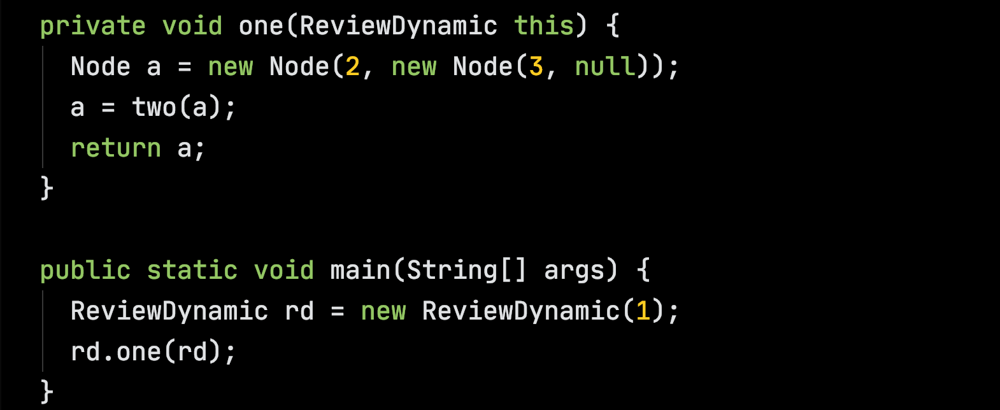 private void one(ReviewDynamic this) {
  Node a = new Node(2, new Node(3, null));
  a = two(a);
  return a;
}

public static void main(String[] args) {
  ReviewDynamic rd = new ReviewDynamic(1);
  rd.one(rd);
}